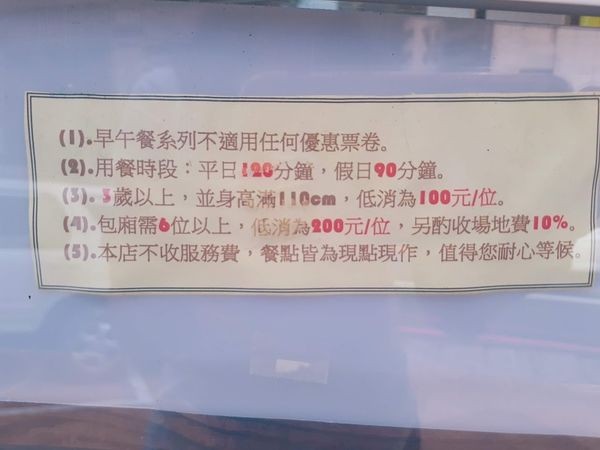 (1).早午餐系列不適用任何優惠票卷。
(2).用餐時段：平日120分鐘，假日90分鐘。
(3).3歲以上，並身高滿110cm，低消為100元/位。
(4).包廂需6位以上，低消為200元/位，另酌收場地費10%。
(5).本店不收服務費，餐點皆為現點現作，值得您耐心等候。